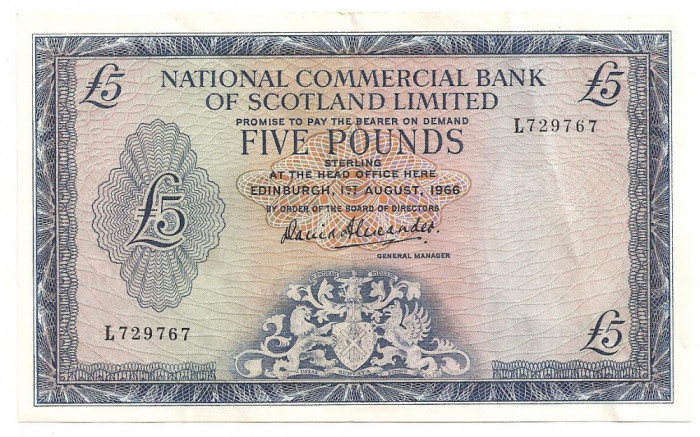 £5
£5
NATIONAL COMMERCIAL BANK
OF SCOTLAND LIMITED
PROMISE TO PAY THE BEARER ON DEMAND
L729767
FIVE POUNDS
STERLING
AT THE HEAD OFFICE HERE
EDINBURGH, 1ST AUGUST, 1966
BY ORDER OF THE BOARD OF DIRECTORS
£5
David Alexander.
GENERAL MANAGER
L729767
£5